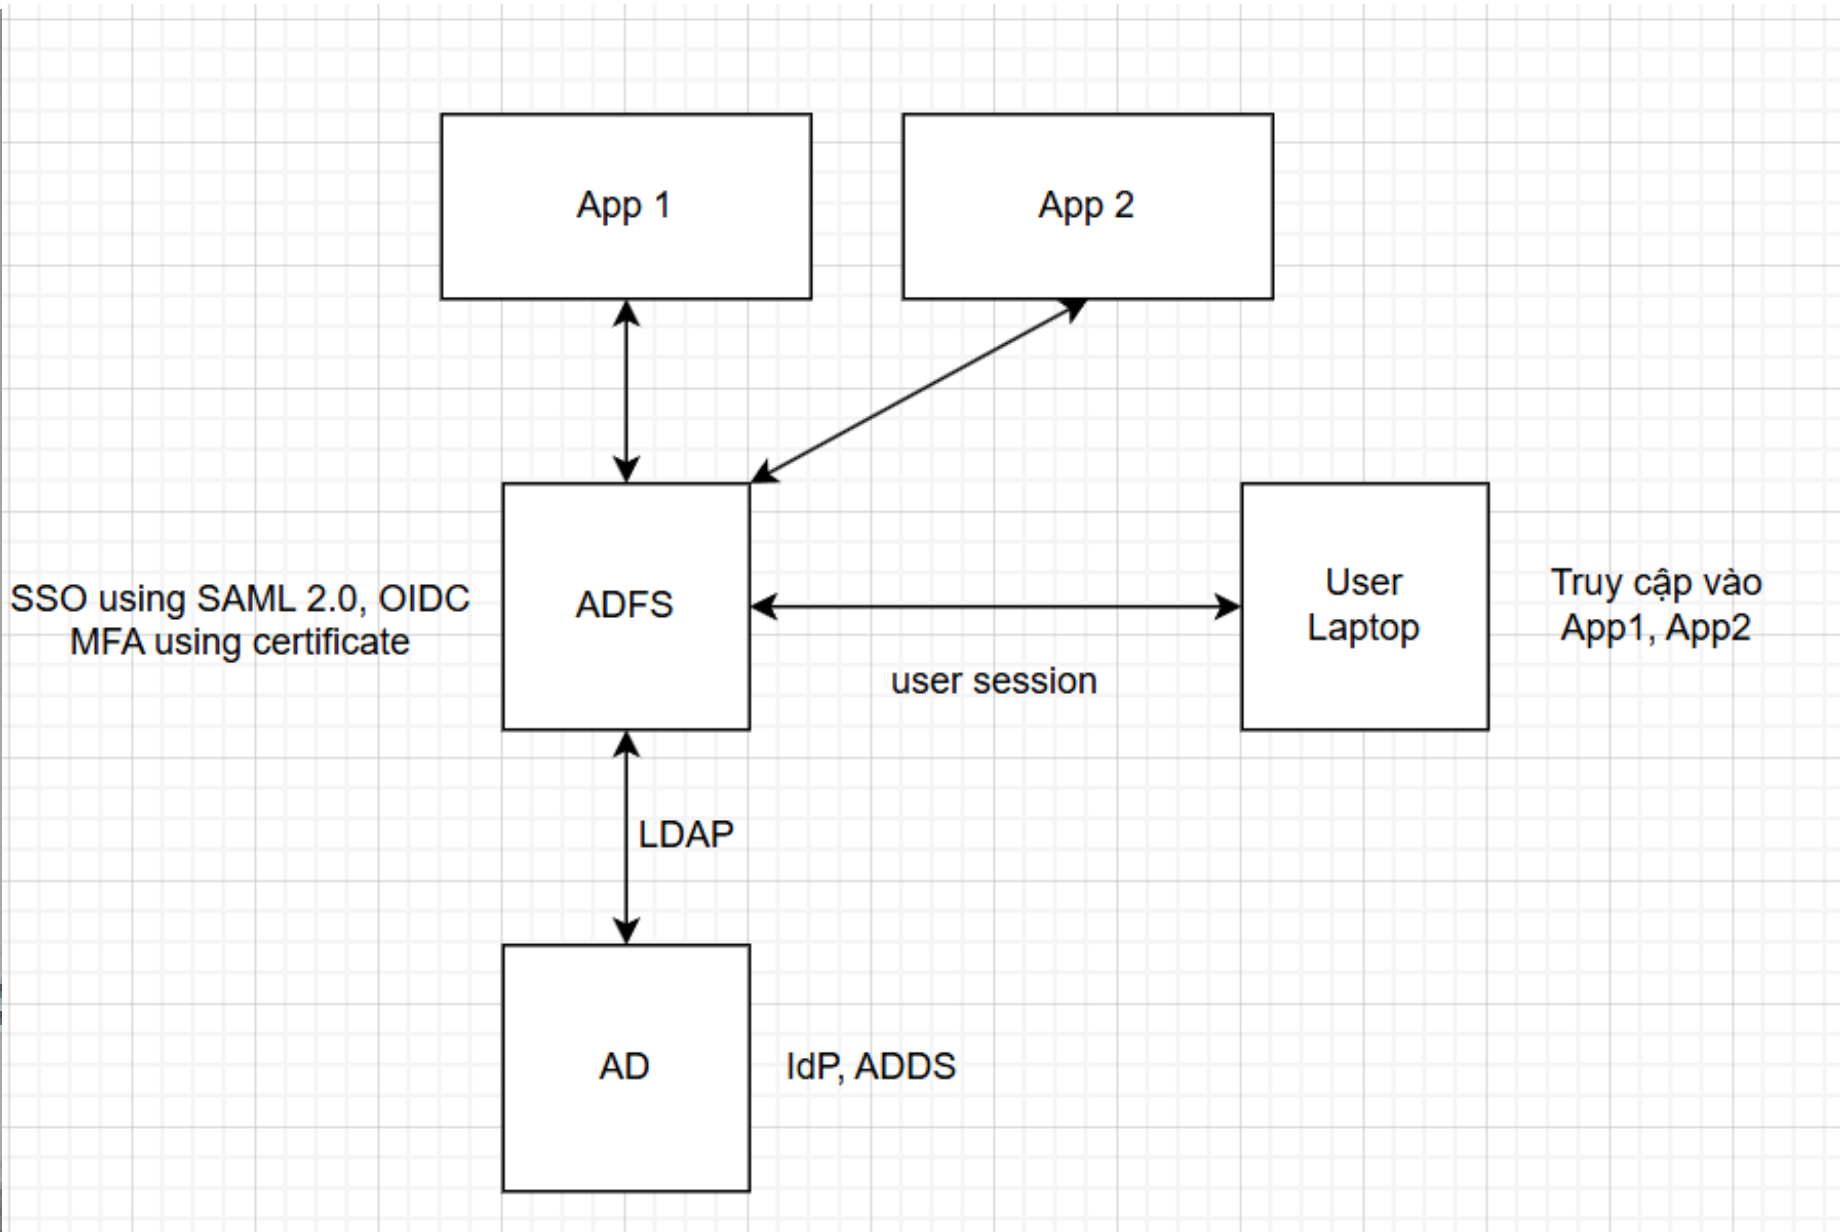 App 1
App 2
SSO using SAML 2.0, OIDC
MFA using certificate
ADFS
user session
User
Laptop
Truy cập vào
App1, App2
LDAP
AD
IdP, ADDS